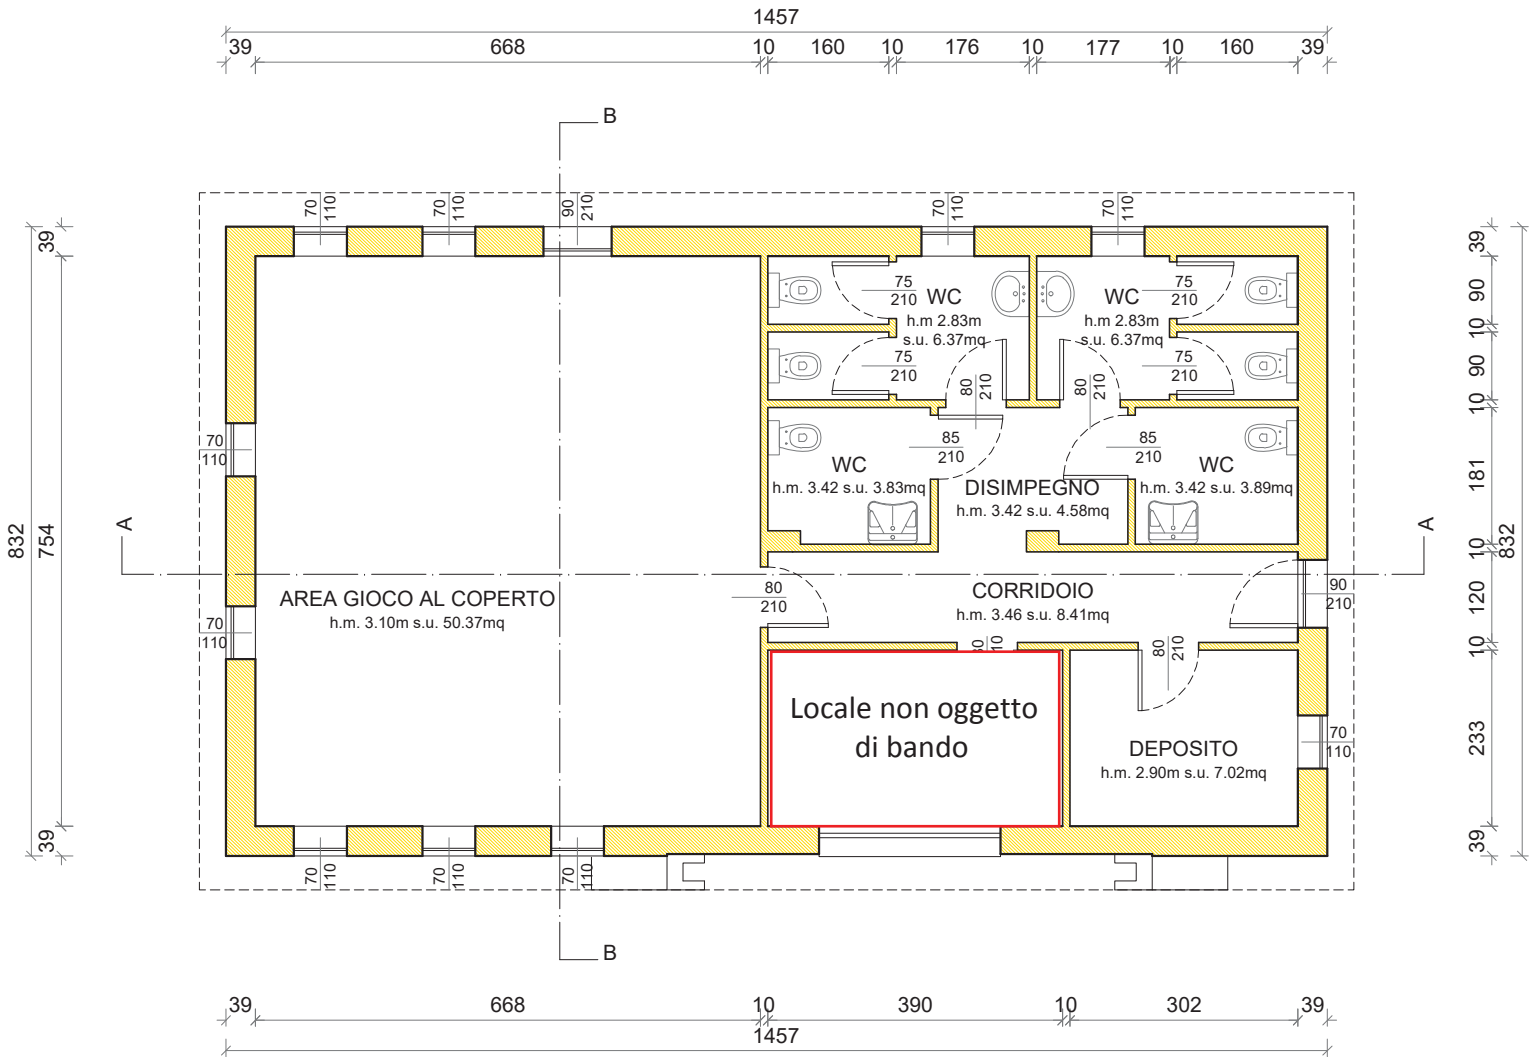 1457
39 668 10 160 10 176 10 177 10 160 39
B
70
110
70
110
90
210
70
110
70
110
832
39
754
39
39
90
10
90
10
181
10
120
10
233
39
832
75
210
WC
h.m 2.83m
s.u. 6.37mq
75
210
80
210
WC
h.m 2.83m
s.u. 6.37mq
75
210
75
210
80
210
85
210
WC
h.m. 3.42 s.u. 3.83mq
85
210
WC
h.m. 3.42 s.u. 3.89mq
DISIMPEGNO
h.m. 3.42 s.u. 4.58mq
70
110
A
A
AREA GIOCO AL COPERTO
h.m. 3.10m s.u. 50.37mq
80
210
CORRIDOIO
h.m. 3.46 s.u. 8.41mq
90
210
70
110
80
210
Locale non oggetto
di bando
DEPOSITO
h.m. 2.90m s.u. 7.02mq
70
110
70
110
70
110
70
110
B
39 668 10 390 10 302 39
1457